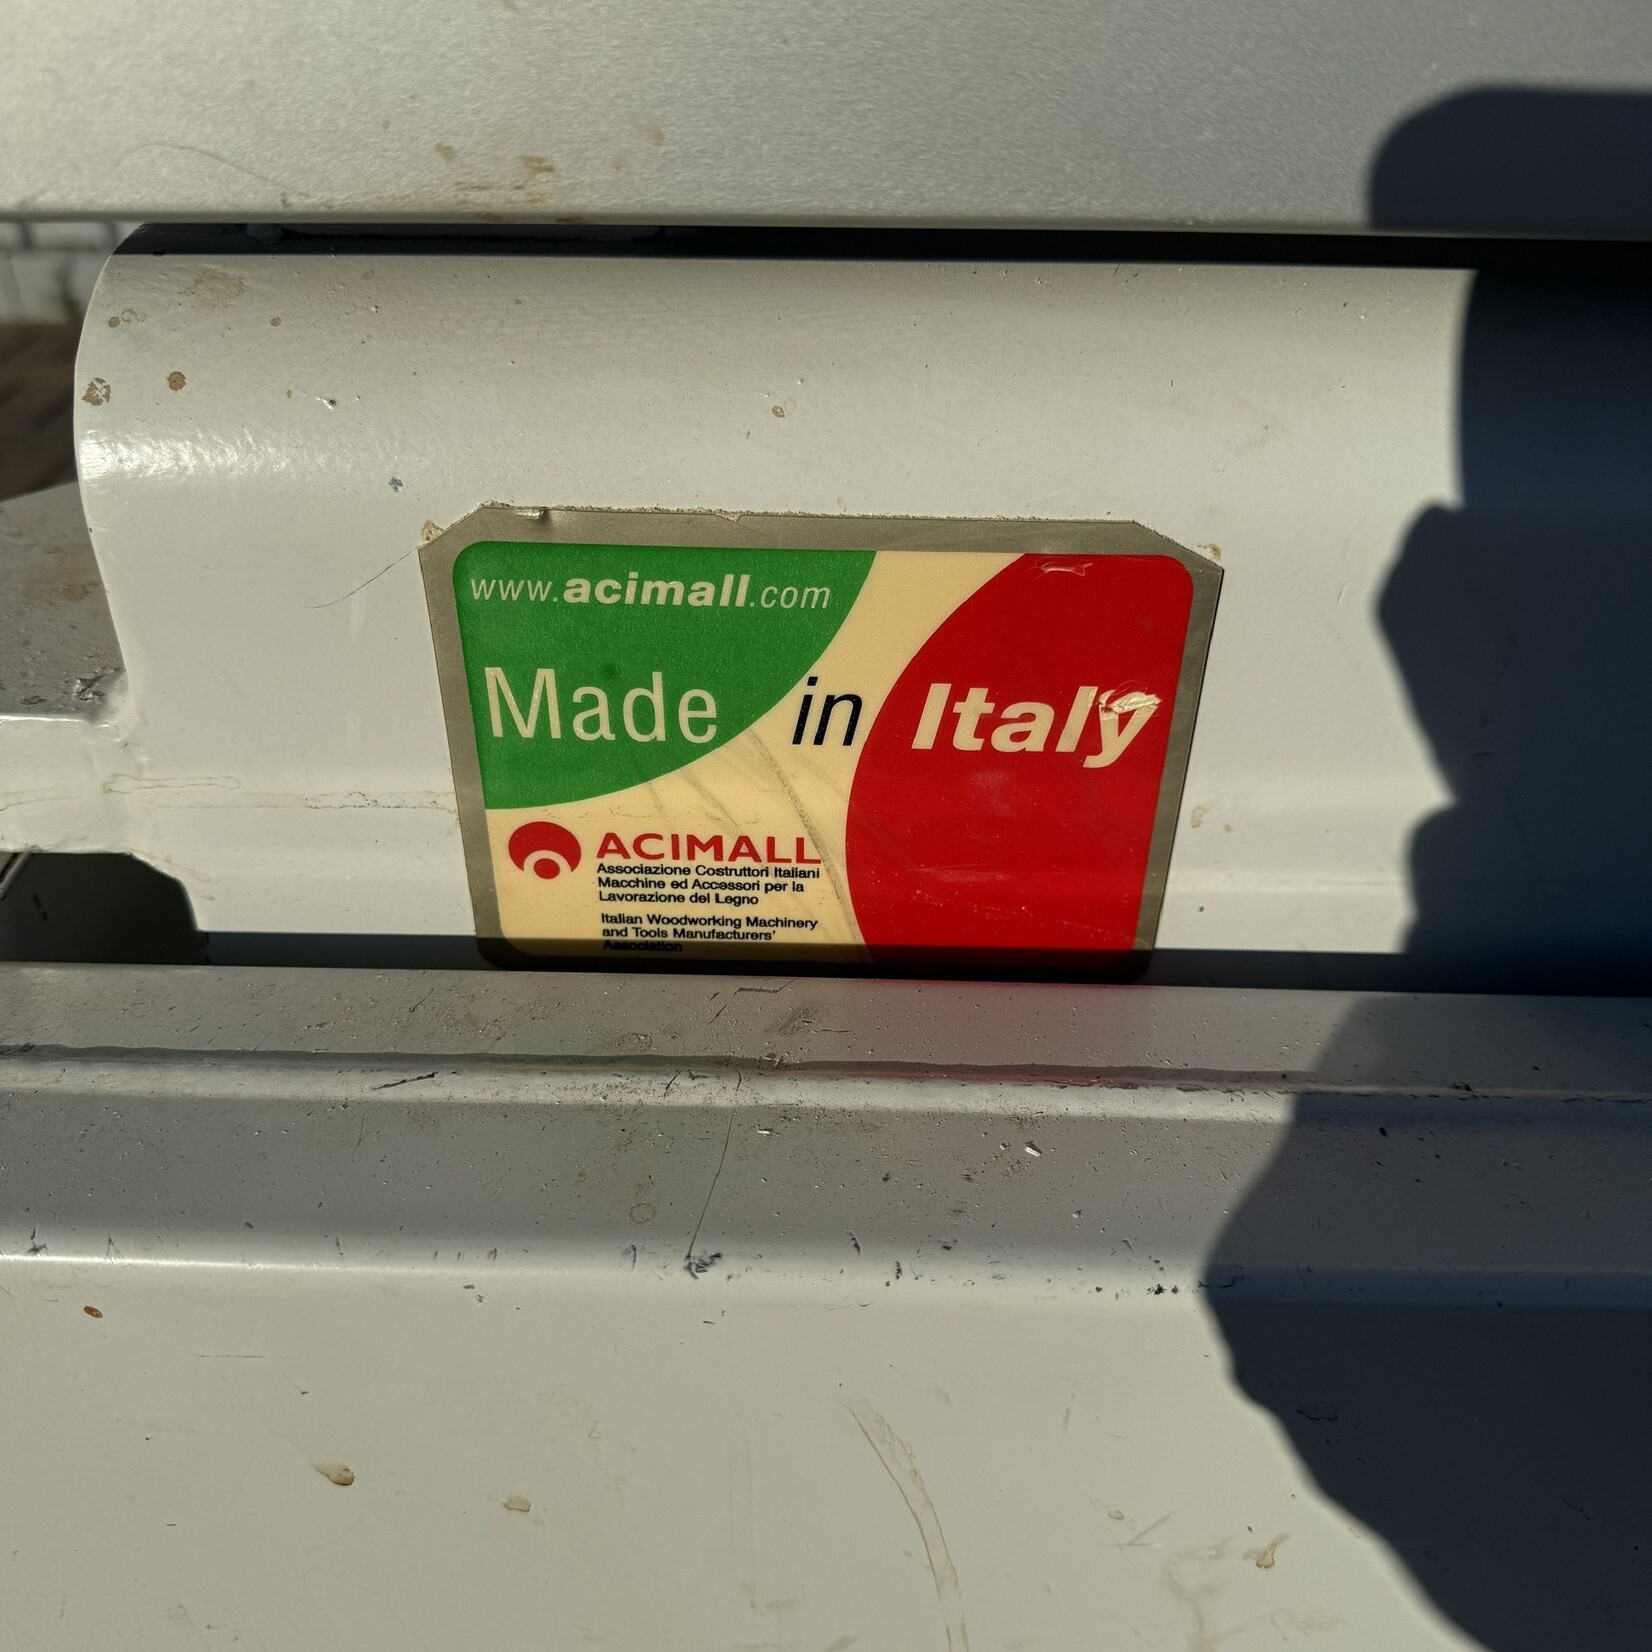 www.acimall.com
Made in Italy
ACIMALL
Associazione Costruttori Italiani
Macchine ed Accessori per la
Lavorazione del Legno
Italian Woodworking Machinery
and Tools Manufacturers'
Association